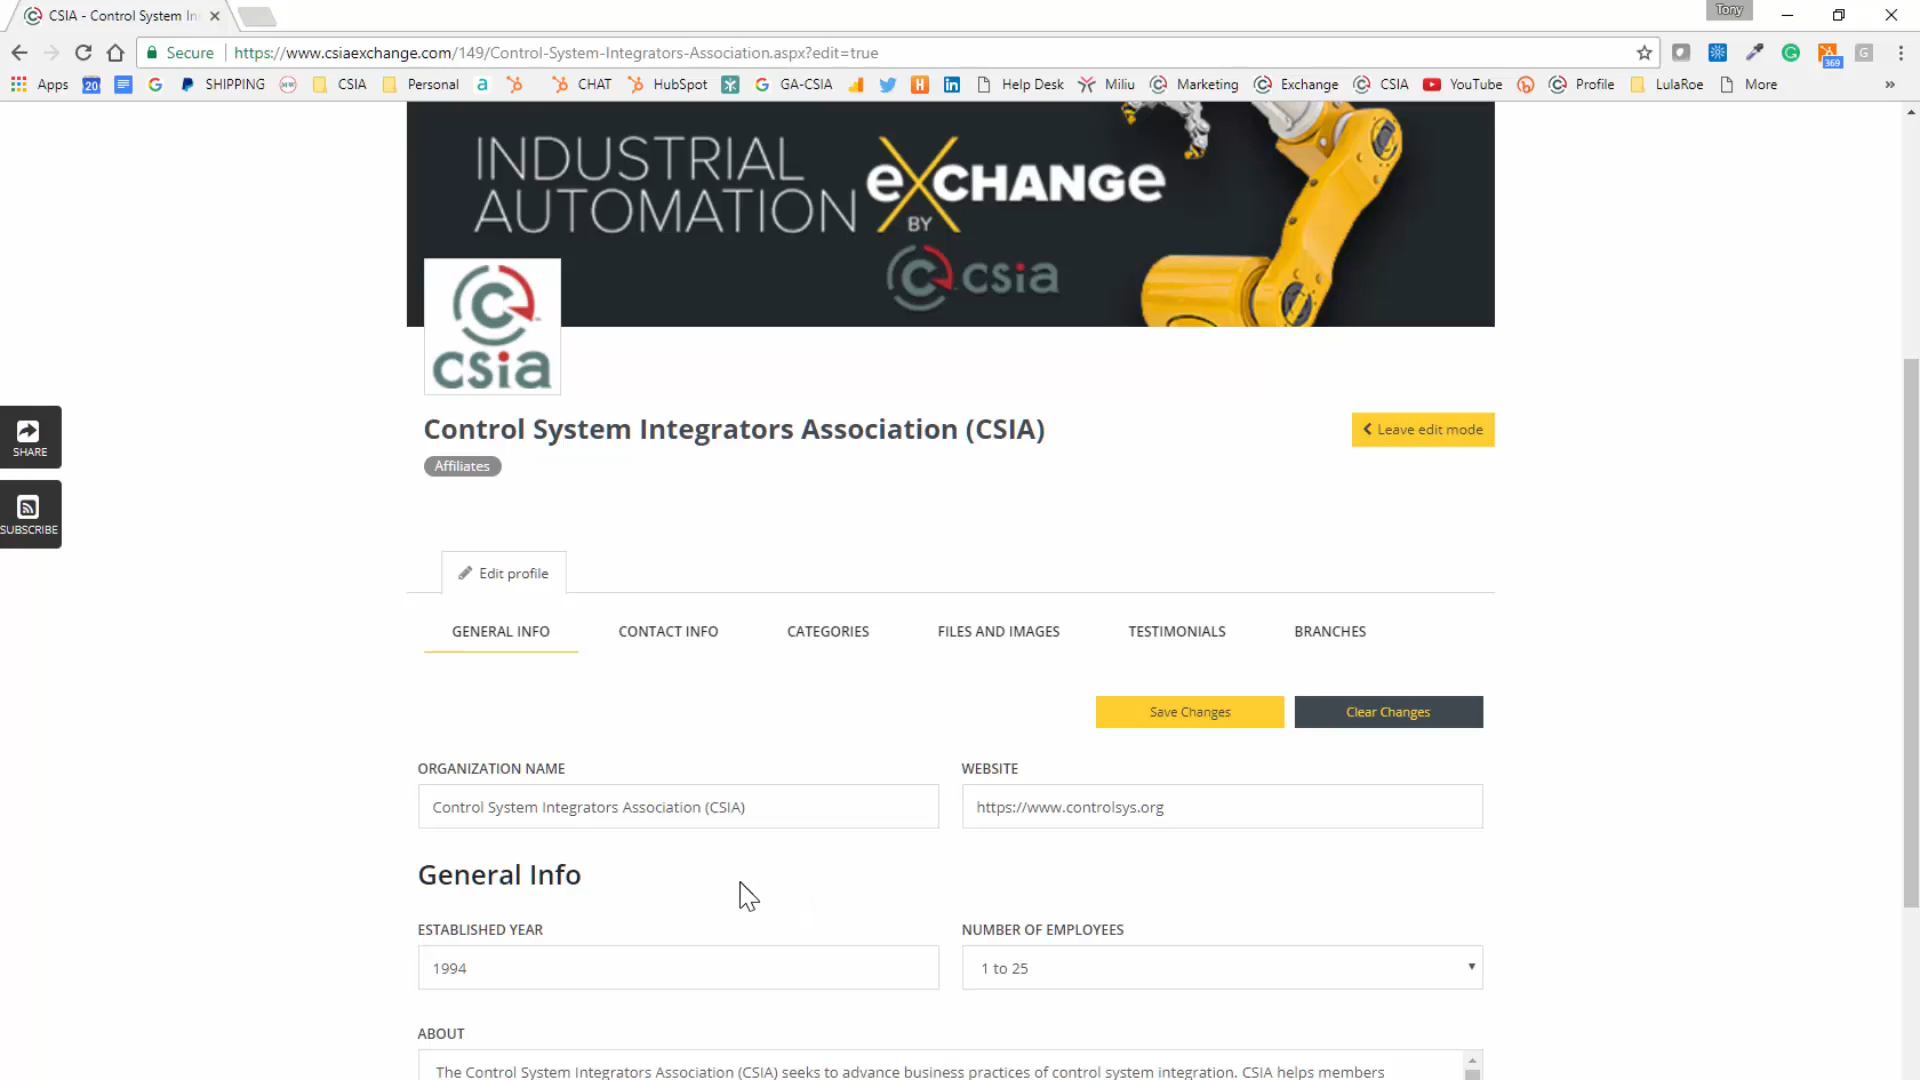 CSIA - Control System In
Tony
Secure https://www.csiaexchange.com/149/Control-System-Integrators-Association.aspx?edit=true
369
Apps 20 SHIPPING CSIA Personal a CHAT HubSpot GA-CSIA Help Desk Miliu Marketing Exchange CSIA YouTube Profile LulaRoe More »
INDUSTRIAL
AUTOMATION
eXCHANGe
BY
csia
csia
SHARE
SUBSCRIBE
Control System Integrators Association (CSIA)
Leave edit mode
Affiliates
Edit profile
GENERAL INFO CONTACT INFO CATEGORIES FILES AND IMAGES TESTIMONIALS BRANCHES
Save Changes Clear Changes
ORGANIZATION NAME WEBSITE
Control System Integrators Association (CSIA) https://www.controlsys.org
General Info
ESTABLISHED YEAR NUMBER OF EMPLOYEES
1994 1 to 25
ABOUT
The Control System Integrators Association (CSIA) seeks to advance business practices of control system integration. CSIA helps members